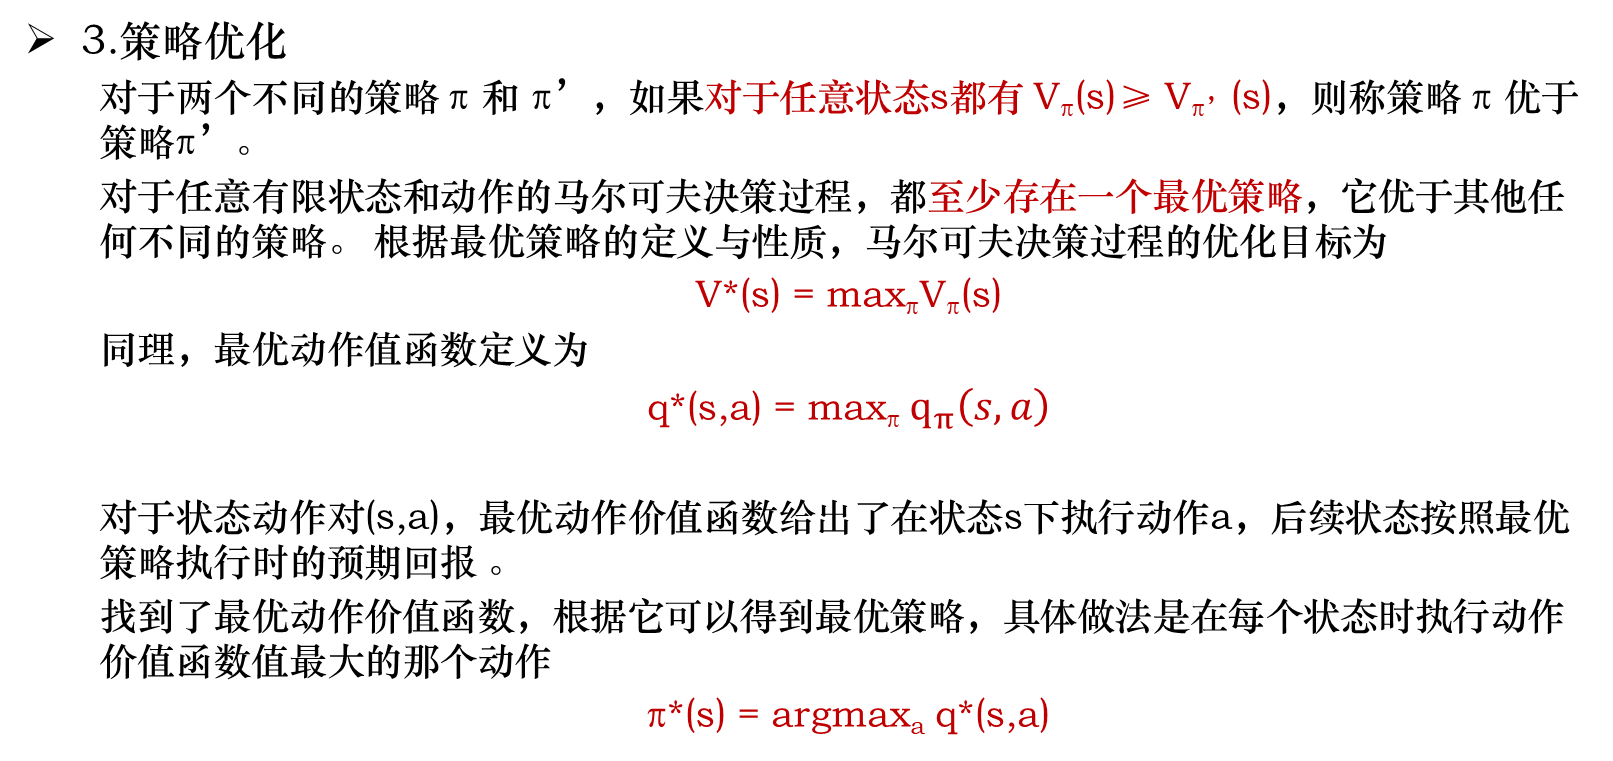 ➢ 3.策略优化
对于两个不同的策略 π 和 π’ ，如果对于任意状态s都有 Vπ(s)⩾ Vπ’ (s)，则称策略 π 优于
策略π’ 。
对于任意有限状态和动作的马尔可夫决策过程，都至少存在一个最优策略，它优于其他任
何不同的策略。 根据最优策略的定义与性质，马尔可夫决策过程的优化目标为
V*(s) = maxπVπ(s)
同理，最优动作值函数定义为
q*(s,a) = maxπ qπ(s, a)
对于状态动作对(s,a)，最优动作价值函数给出了在状态s下执行动作a，后续状态按照最优
策略执行时的预期回报 。
找到了最优动作价值函数，根据它可以得到最优策略，具体做法是在每个状态时执行动作
价值函数值最大的那个动作
π*(s) = argmaxa q*(s,a)